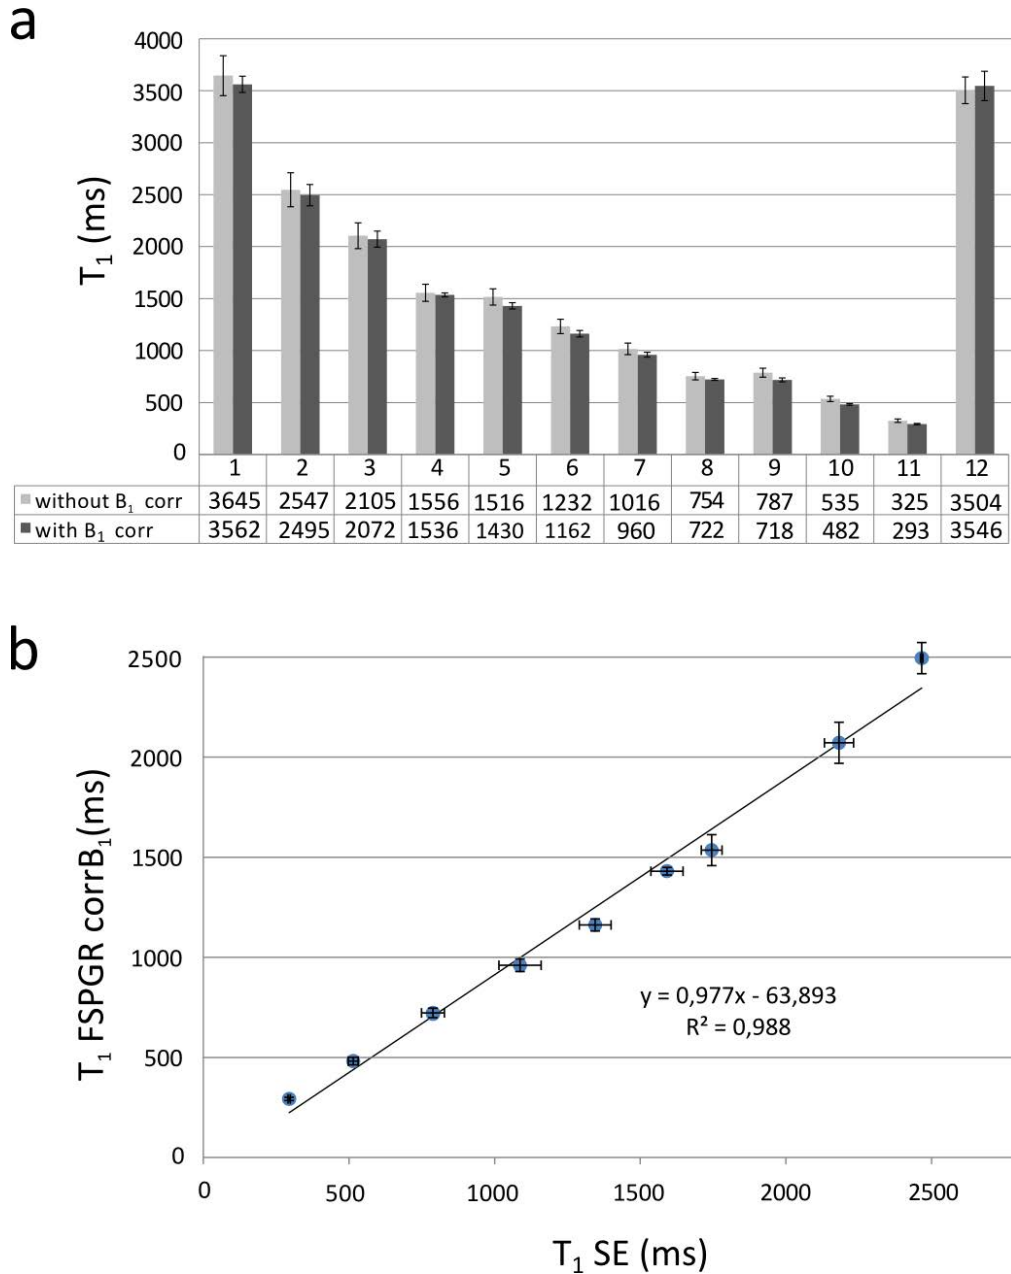 a
4000
3500
3000
2500
2000
1500
1000
500
0
T₁ (ms)
1 2 3 4 5 6 7 8 9 10 11 12
without B₁ corr 3645 2547 2105 1556 1516 1232 1016 754 787 535 325 3504
with B₁ corr 3562 2495 2072 1536 1430 1162 960 722 718 482 293 3546
b
2500
2000
1500
1000
500
0
T₁ FSPGR corrB₁(ms)
y = 0,977x - 63,893
R² = 0,988
0 500 1000 1500 2000 2500
T₁ SE (ms)